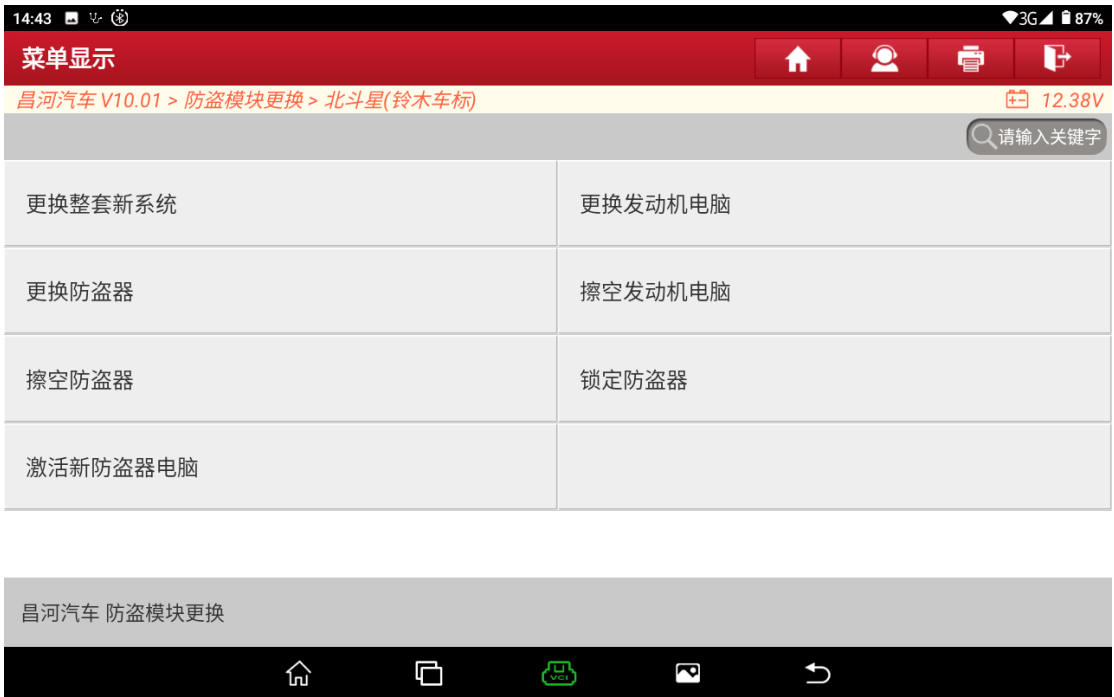 14:43
3G 87%
菜单显示
昌河汽车 V10.01 > 防盗模块更换 > 北斗星(铃木车标)
12.38V
请输入关键字
更换整套新系统
更换发动机电脑
更换防盗器
擦空发动机电脑
擦空防盗器
锁定防盗器
激活新防盗器电脑
昌河汽车 防盗模块更换
VCI